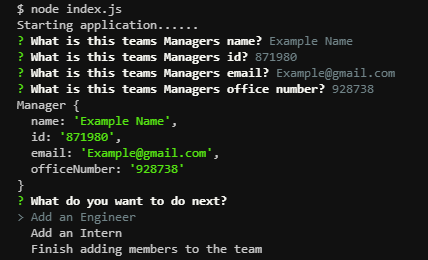 $ node index.js
Starting application......
? What is this teams Managers name? Example Name
? What is this teams Managers id? 871980
? What is this teams Managers email? Example@gmail.com
? What is this teams Managers office number? 928738
Manager {
  name: 'Example Name',
  id: '871980',
  email: 'Example@gmail.com',
  officeNumber: '928738'
}
? What do you want to do next?
> Add an Engineer
  Add an Intern
  Finish adding members to the team